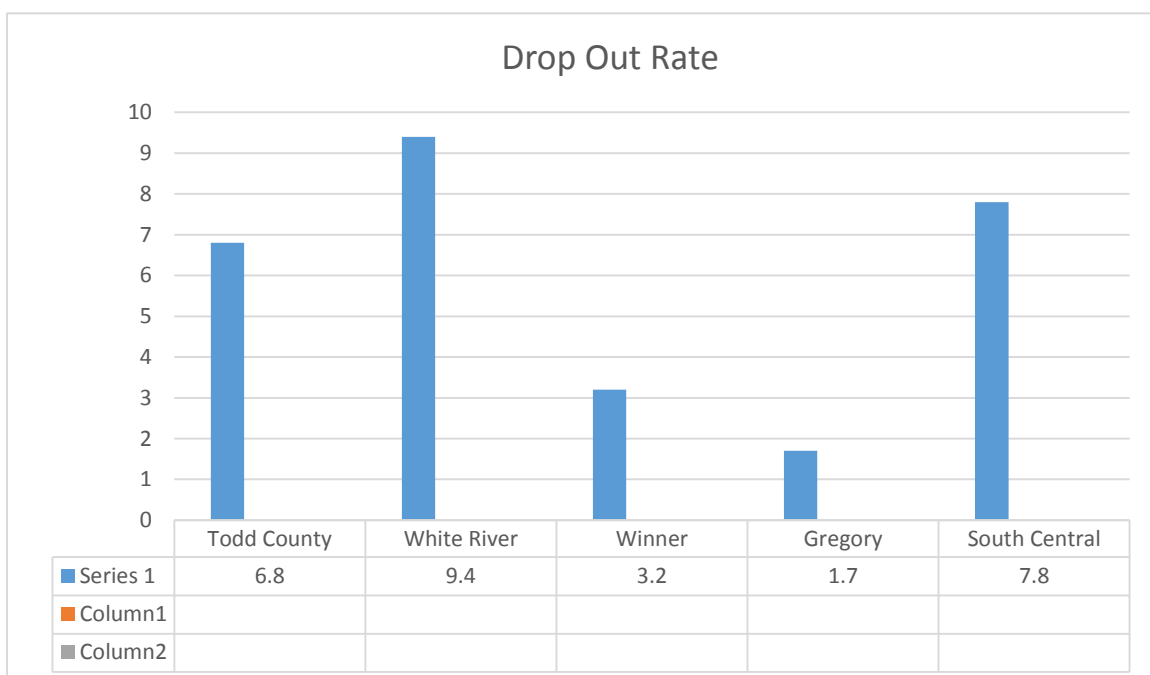 Drop Out Rate
10
9
8
7
6
5
4
3
2
1
0
Todd County White River Winner Gregory South Central
Series 1 6.8 9.4 3.2 1.7 7.8
Column1
Column2